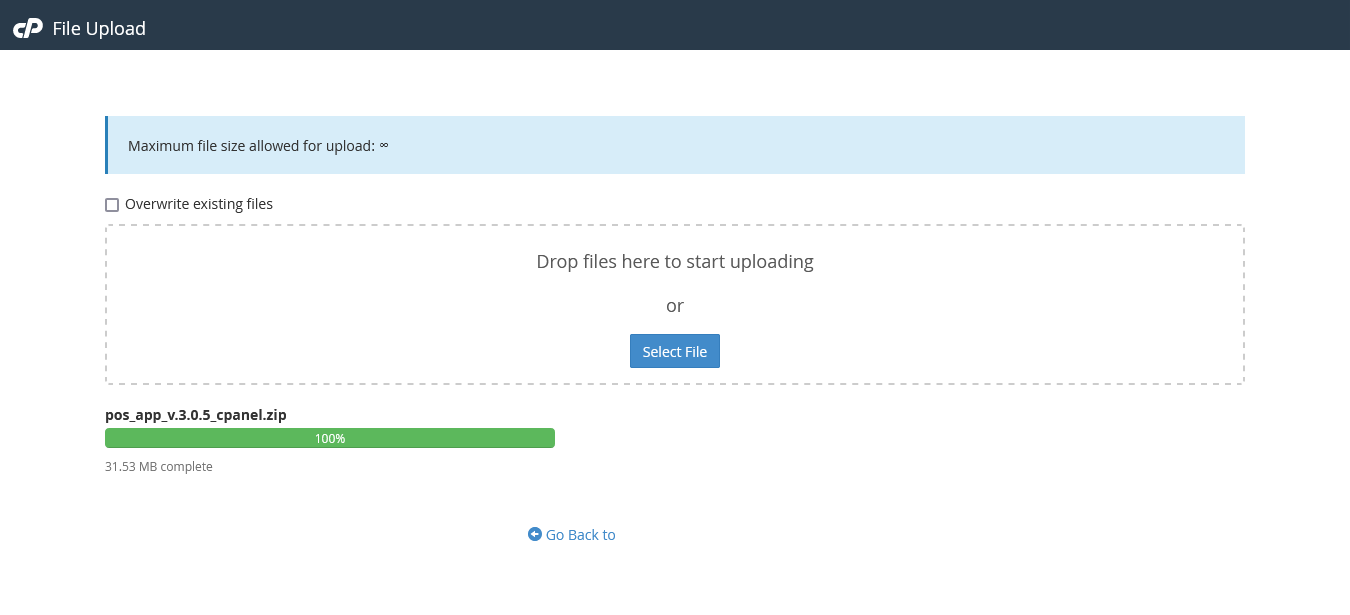 cP File Upload
Maximum file size allowed for upload: ∞
Overwrite existing files
Drop files here to start uploading
or
Select File
pos_app_v.3.0.5_cpanel.zip
100%
31.53 MB complete
Go Back to